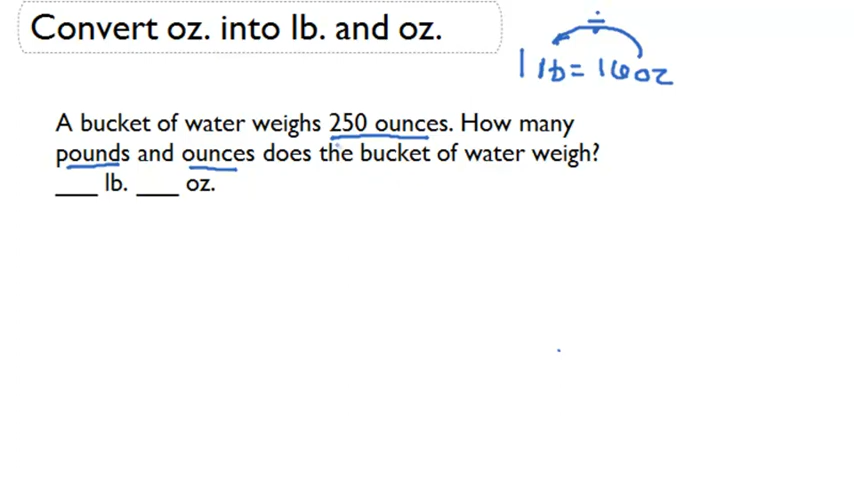 Convert oz. into lb. and oz.
÷
1 lb = 16 oz
A bucket of water weighs 250 ounces. How many
pounds and ounces does the bucket of water weigh?
___ lb. ___ oz.